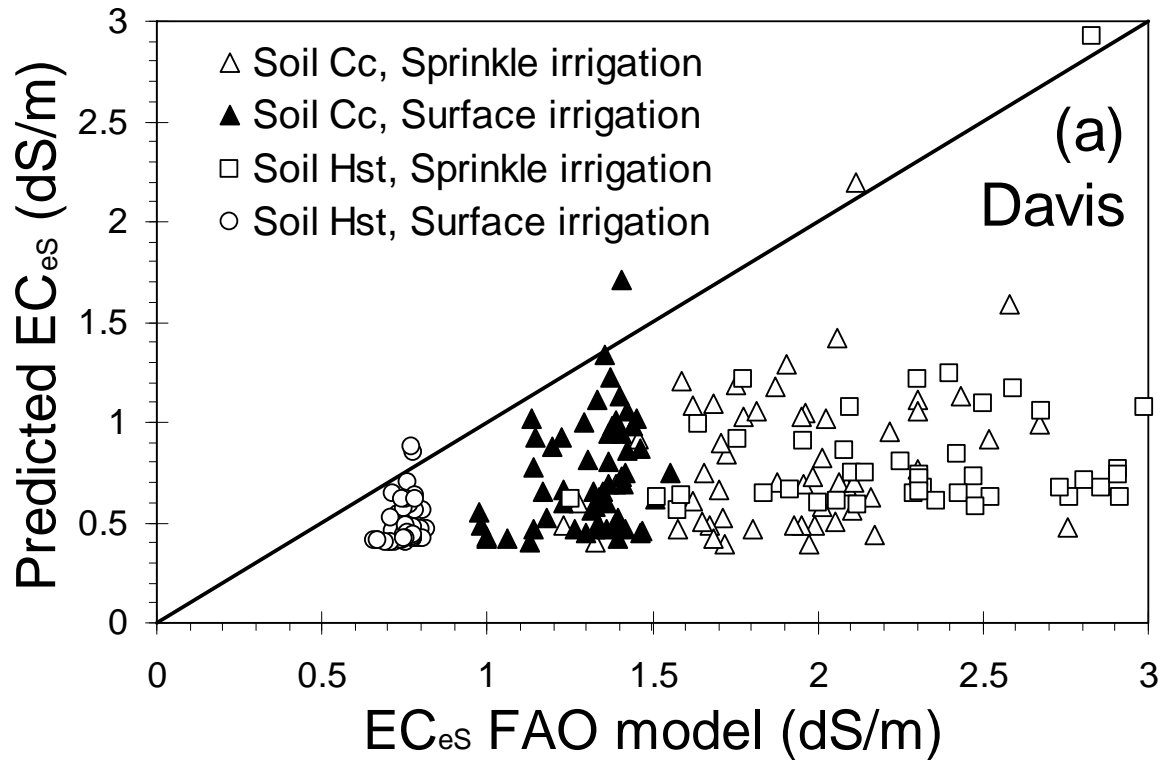 3
2.5
2
1.5
1
0.5
0
Predicted ECeS (dS/m)
Soil Cc, Sprinkle irrigation
Soil Cc, Surface irrigation
Soil Hst, Sprinkle irrigation
Soil Hst, Surface irrigation
(a)
Davis
0 0.5 1 1.5 2 2.5 3
ECeS FAO model (dS/m)